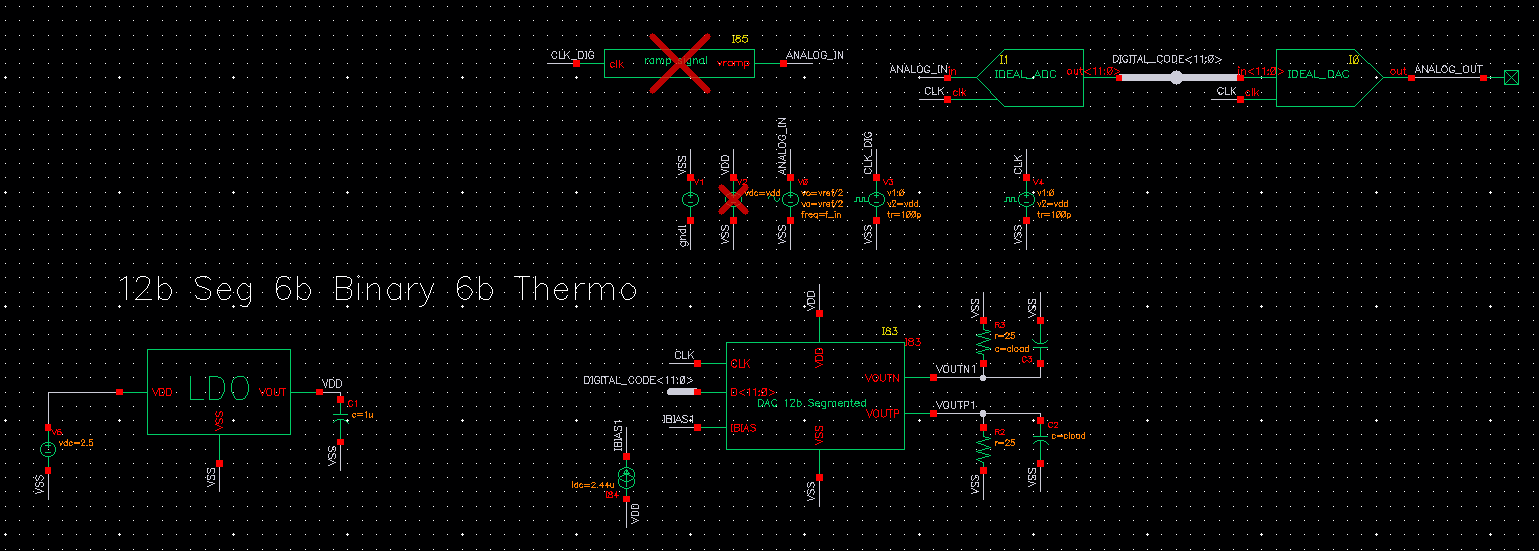 I85
CLK_DIG
clk
ramp signal
vramp
ANALOG_IN
ANALOG_IN
in
CLK
clk
I1
IDEAL_ADC
out<11:0>
DIGITAL_CODE<11:0>
in<11:0>
CLK
clk
I0
IDEAL_DAC
out
ANALOG_OUT
VSS
V1
gnd!
VDD
V2
vdc=vdd
VSS
ANALOG_IN
V0
vo=vref/2
va=vref/2
freq=f_in
VSS
CLK_DIG
V3
v1:0
v2=vdd
tr=100p
VSS
CLK
V4
v1:0
v2=vdd
tr=100p
VSS
12b Seg 6b Binary 6b Thermo
VDD
LDO
VOUT
VSS
VSS
VDD
C1
c=1u
VSS
V6
vdc=2.5
VSS
VDD
I83
I83
VDD
CLK
CLK
DIGITAL_CODE<11:0>
D<11:0>
DAC 12b Segmented
IBIAS1
IBIAS
VSS
VSS
VOUTN
VOUTN1
VOUTP
VOUTP1
VSS
R3
r=25
VSS
c=cload
C3
R2
r=25
VSS
C2
c=cload
VSS
IBIAS1
idc=2.44u
I84
VDD